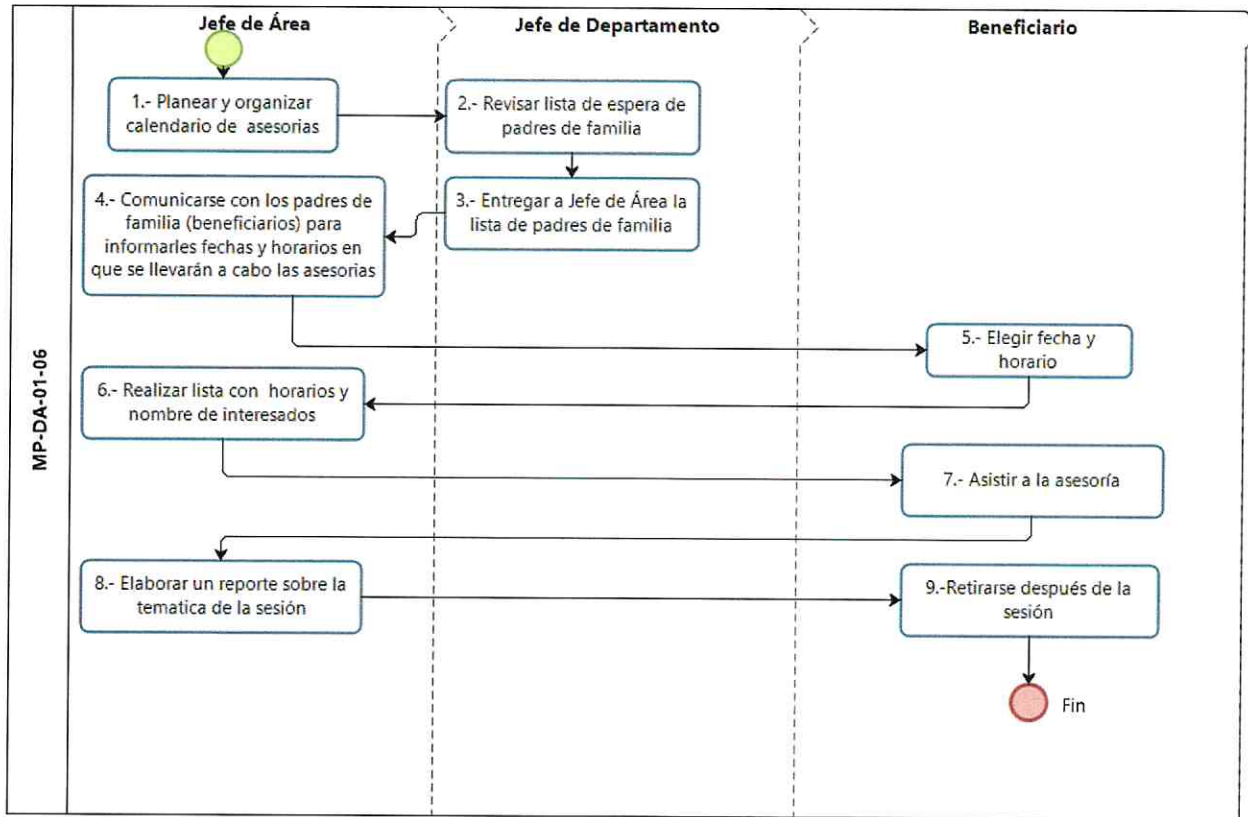 Jefe de Área
Jefe de Departamento
Beneficiario
MP-DA-01-06
1.- Planear y organizar
calendario de asesorias
2.- Revisar lista de espera de
padres de familia
4.- Comunicarse con los padres de
familia (beneficiarios) para
informarles fechas y horarios en
que se llevarán a cabo las asesorias
3.- Entregar a Jefe de Área la
lista de padres de familia
5.- Elegir fecha y
horario
6.- Realizar lista con horarios y
nombre de interesados
7.- Asistir a la asesoría
8.- Elaborar un reporte sobre la
tematica de la sesión
9.-Retirarse después de la
sesión
Fin